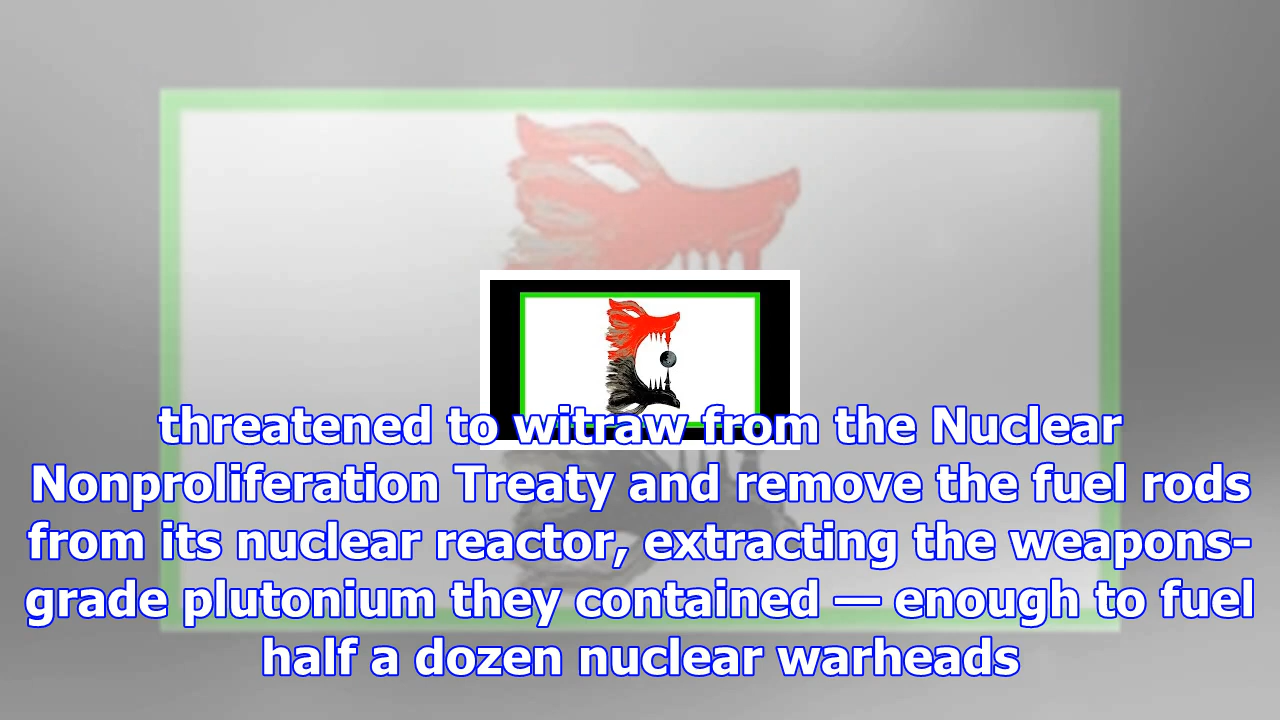 threatened to witraw from the Nuclear
Nonproliferation Treaty and remove the fuel rods
from its nuclear reactor, extracting the weapons-
grade plutonium they contained — enough to fuel
half a dozen nuclear warheads